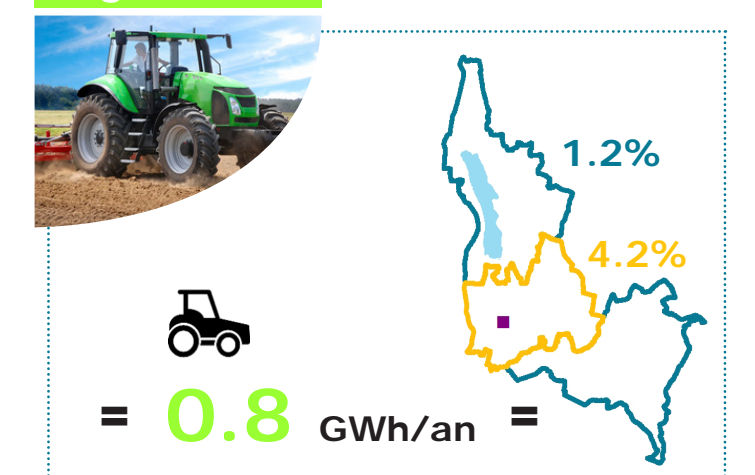 1.2%
4.2%
= 0.8 GWh/an =